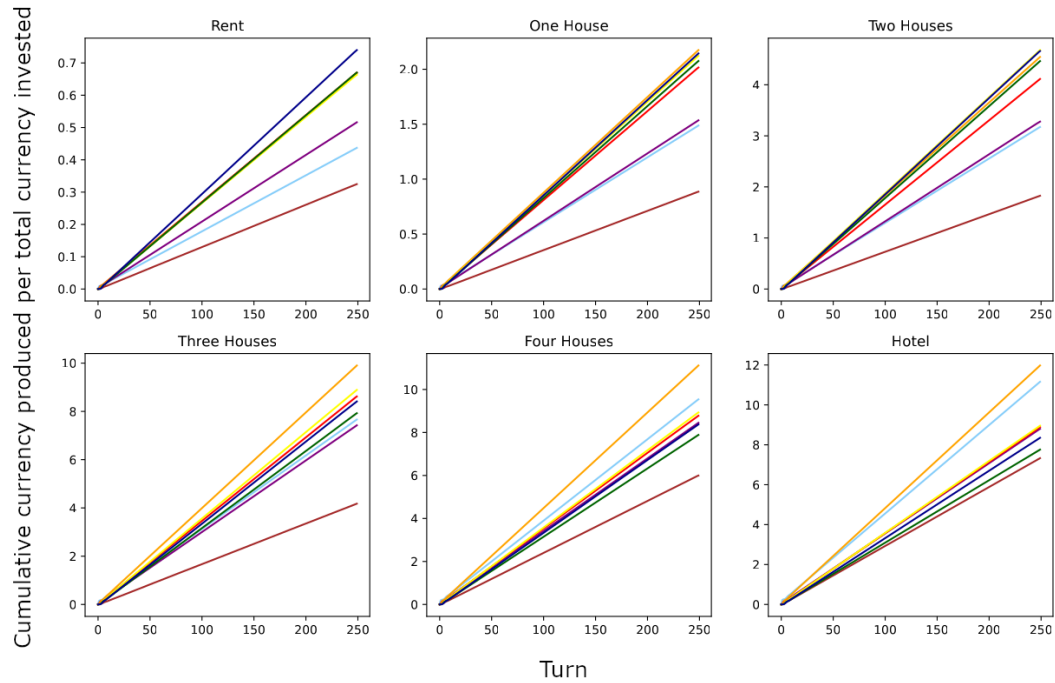 Cumulative currency produced per total currency invested
Rent
0.7
0.6
0.5
0.4
0.3
0.2
0.1
0.0
0 50 100 150 200 250
One House
2.0
1.5
1.0
0.5
0.0
0 50 100 150 200 250
Two Houses
4
3
2
1
0
0 50 100 150 200 250
Three Houses
10
8
6
4
2
0
0 50 100 150 200 250
Four Houses
10
8
6
4
2
0
0 50 100 150 200 250
Hotel
12
10
8
6
4
2
0
0 50 100 150 200 250
Turn